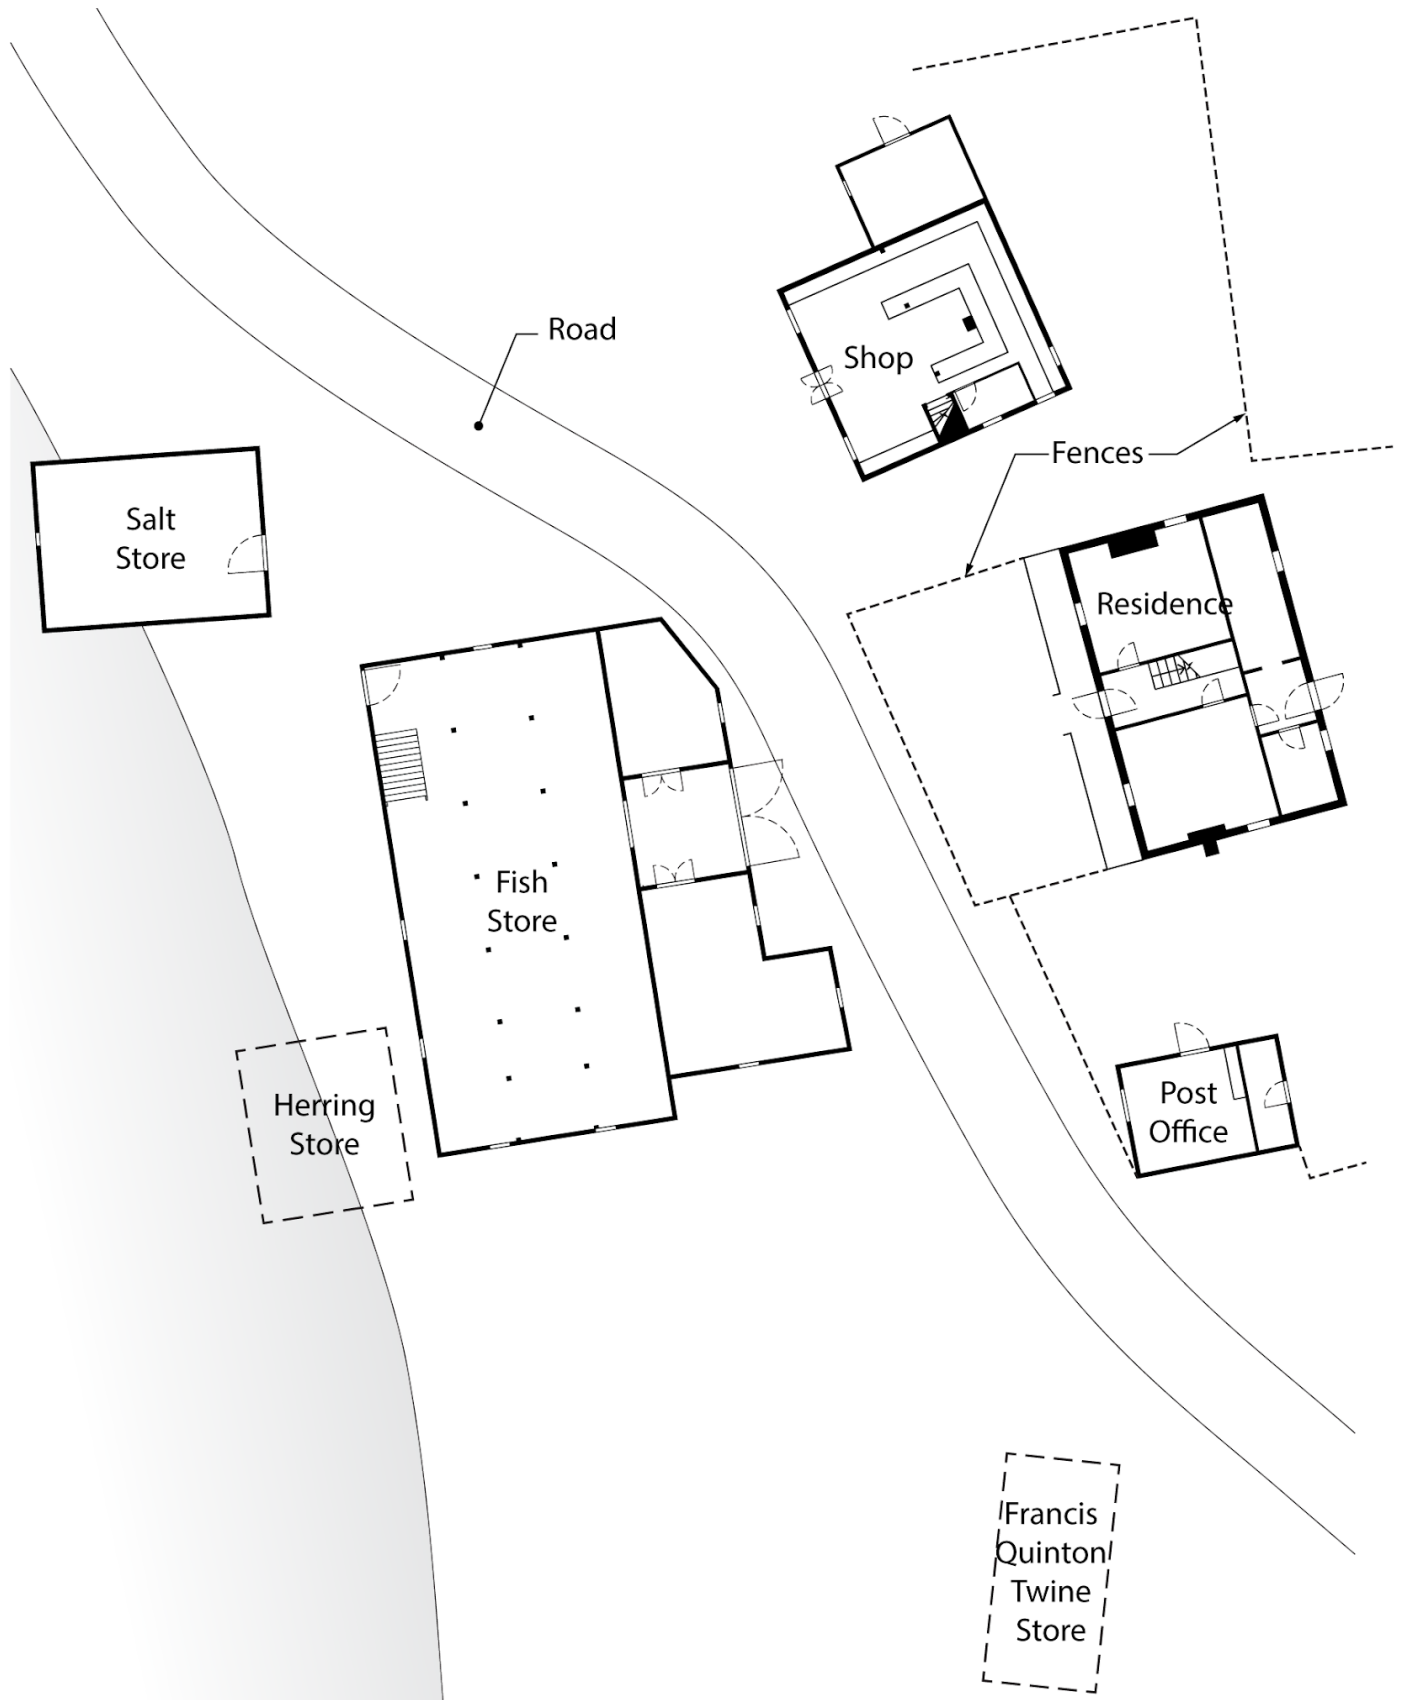 Road
Shop
Fences
Salt
Store
Residence
Fish
Store
Herring
Store
Post
Office
Francis
Quinton
Twine
Store